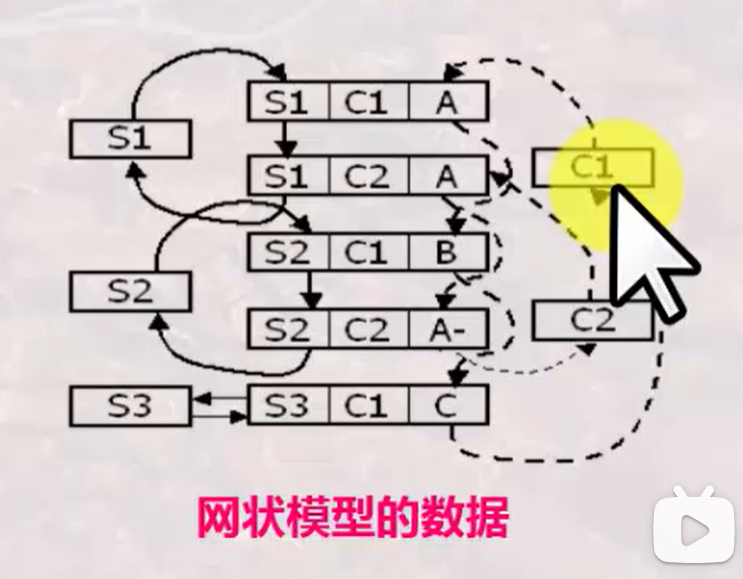 S1 C1 A
S1
S1 C2 A
C1
S2 C1 B
S2
S2 C2 A-
C2
S3
S3 C1 C
网状模型的数据